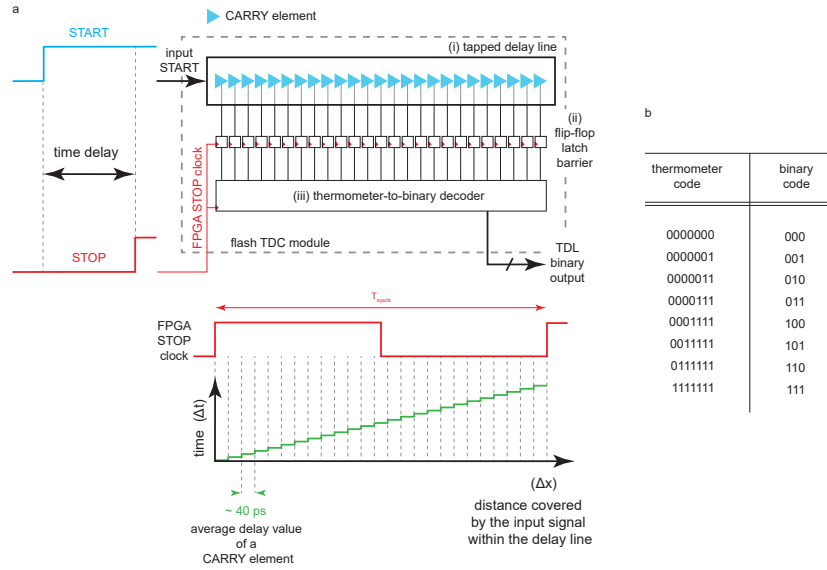 a
CARRY element
START
input
START
(i) tapped delay line
(ii)
flip-flop
latch
barrier
time delay
FPGA STOP clock
(iii) thermometer-to-binary decoder
STOP
flash TDC module
TDL
binary
output
Tsysclk
FPGA
STOP
clock
time (Δt)
(Δx)
~ 40 ps
average delay value
of a
CARRY element
distance covered
by the input signal
within the delay line
b
thermometer code binary code
0000000 000
0000001 001
0000011 010
0000111 011
0001111 100
0011111 101
0111111 110
1111111 111